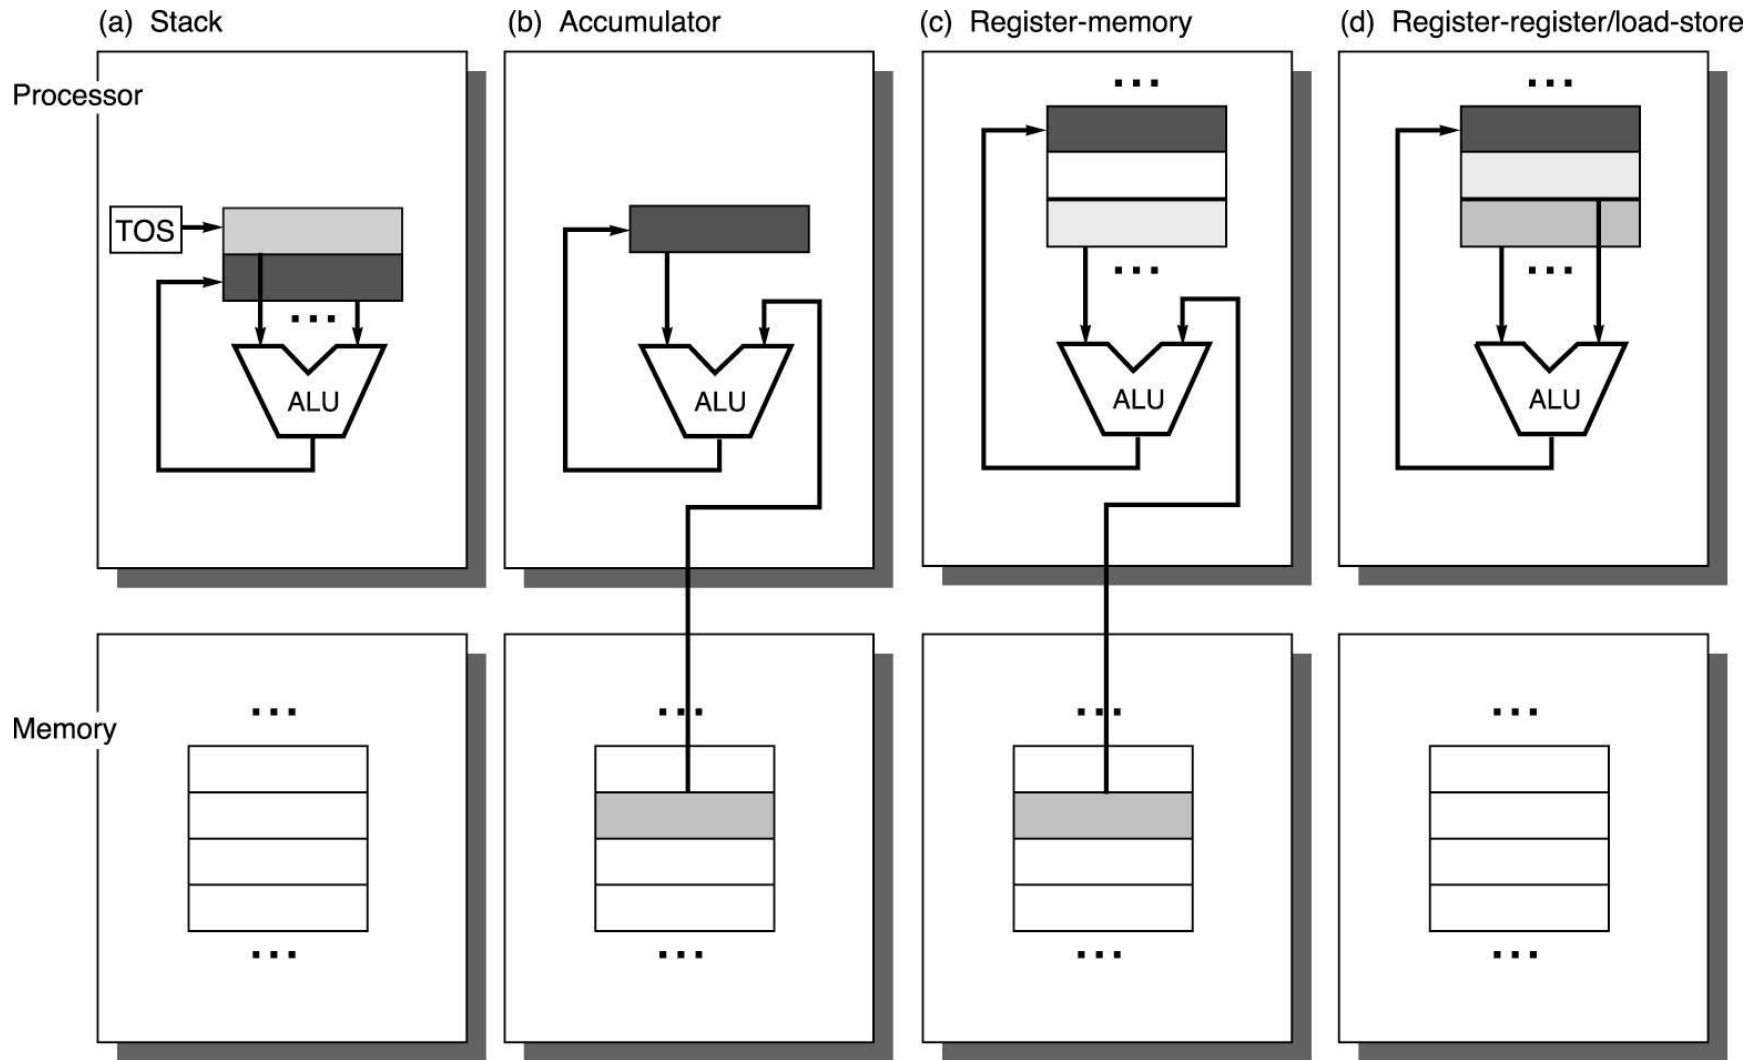 (a) Stack
(b) Accumulator
(c) Register-memory
(d) Register-register/load-store
Processor
TOS
...
...
...
...
...
ALU
ALU
ALU
ALU
Memory
...
...
...
...
...
...
...
...